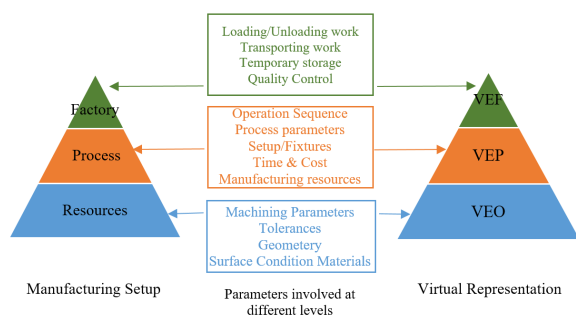 Loading/Unloading work
Transporting work
Temporary storage
Quality Control
Factory
VEF
Operation Sequence
Process parameters
Setup/Fixtures
Time & Cost
Manufacturing resources
Process
VEP
Machining Parameters
Tolerances
Geometery
Surface Condition Materials
Resources
VEO
Manufacturing Setup
Parameters involved at
different levels
Virtual Representation